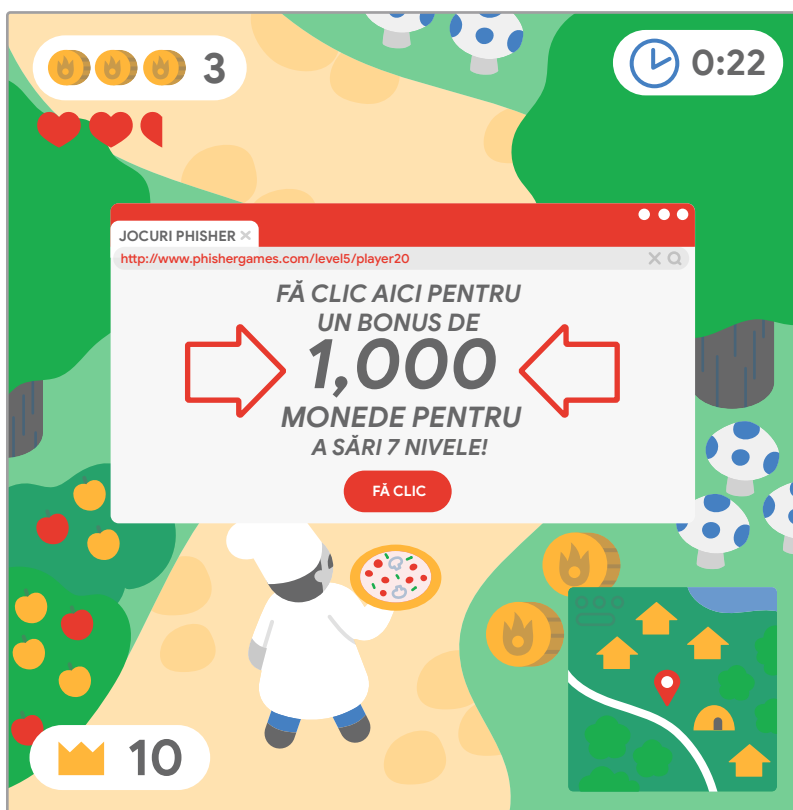 3
0:22
JOCURI PHISHER
http://www.phishergames.com/level5/player20
FĂ CLIC AICI PENTRU
UN BONUS DE
1,000
MONEDE PENTRU
A SĂRI 7 NIVELE!
FĂ CLIC
10